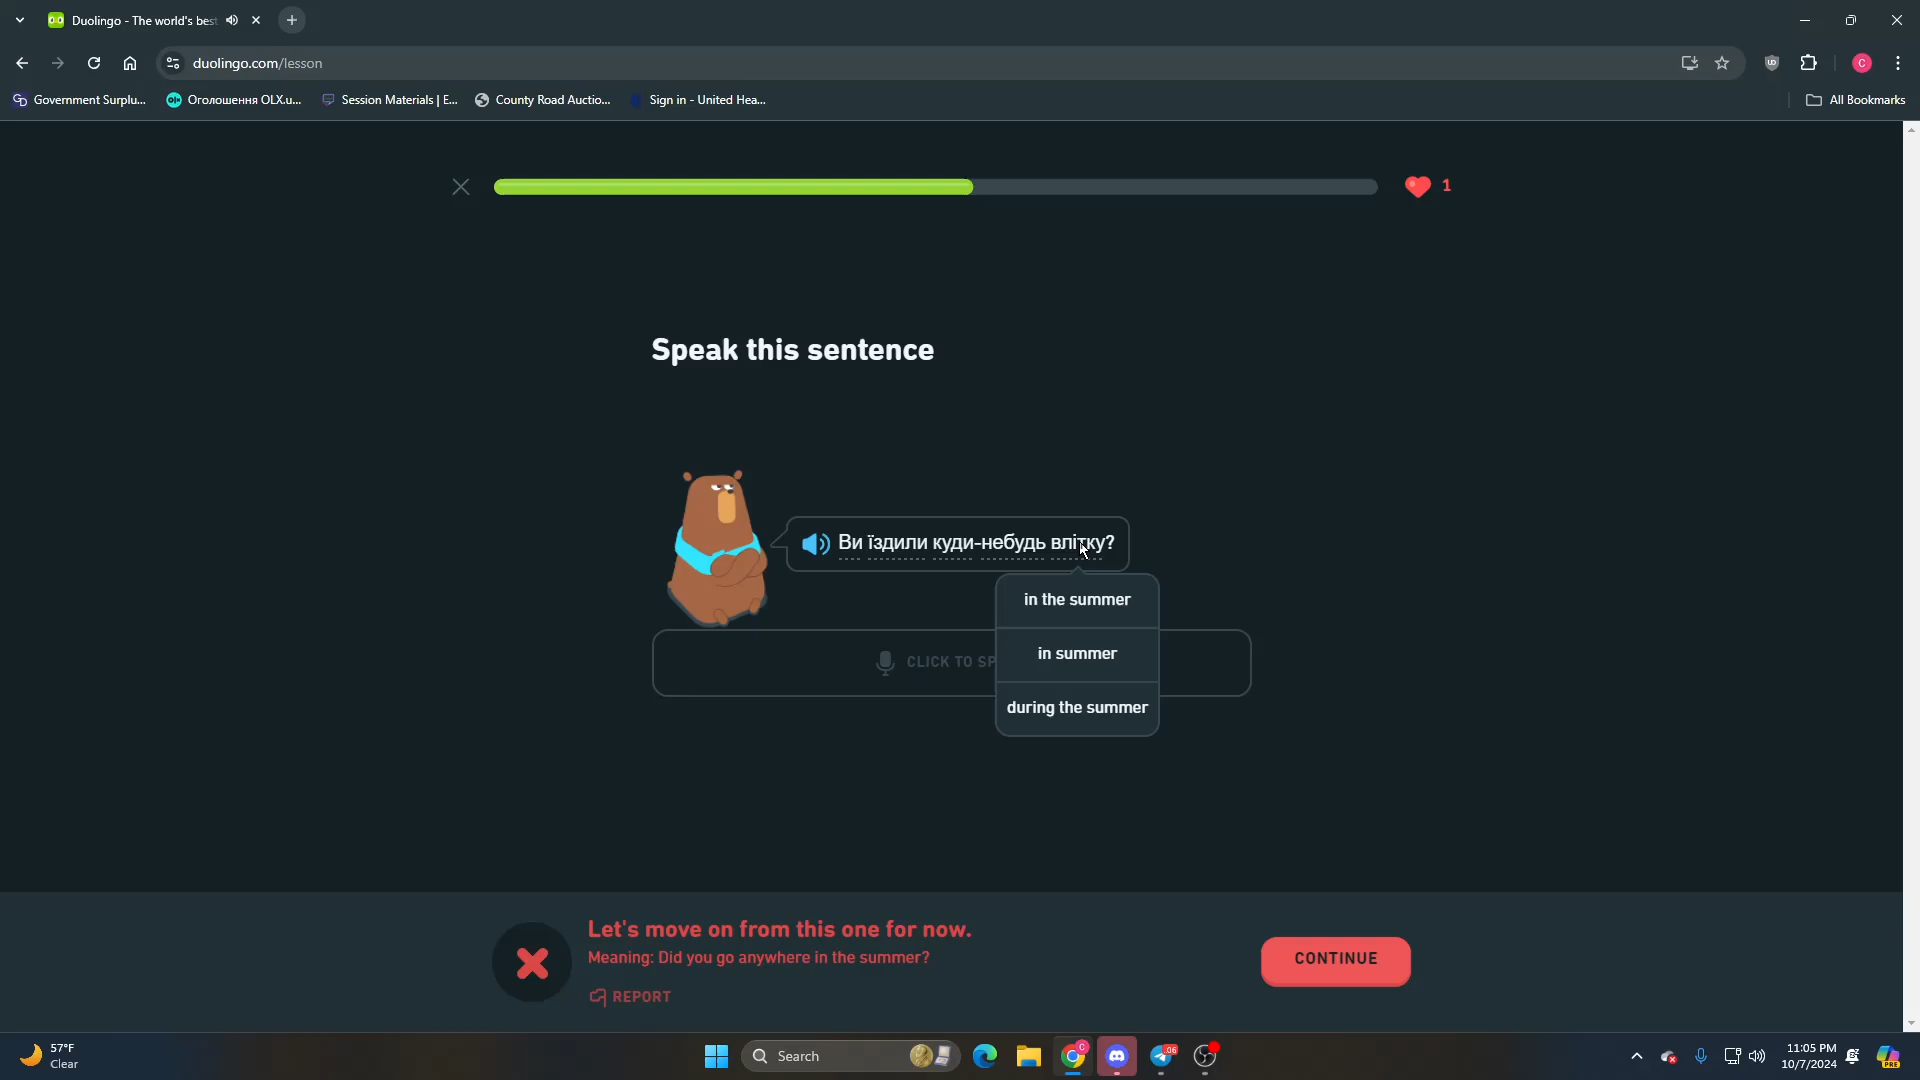 Duolingo - The world's best
duolingo.com/lesson
Government Surplu...
Оголошення OLX.u...
Session Materials | E...
County Road Auctio...
Sign in - United Hea...
All Bookmarks
1
Speak this sentence
Ви їздили куди-небудь влітку?
in the summer
in summer
during the summer
CLICK TO SP
Let's move on from this one for now.
Meaning: Did you go anywhere in the summer?
REPORT
CONTINUE
57°F
Clear
Search
11:05 PM
10/7/2024